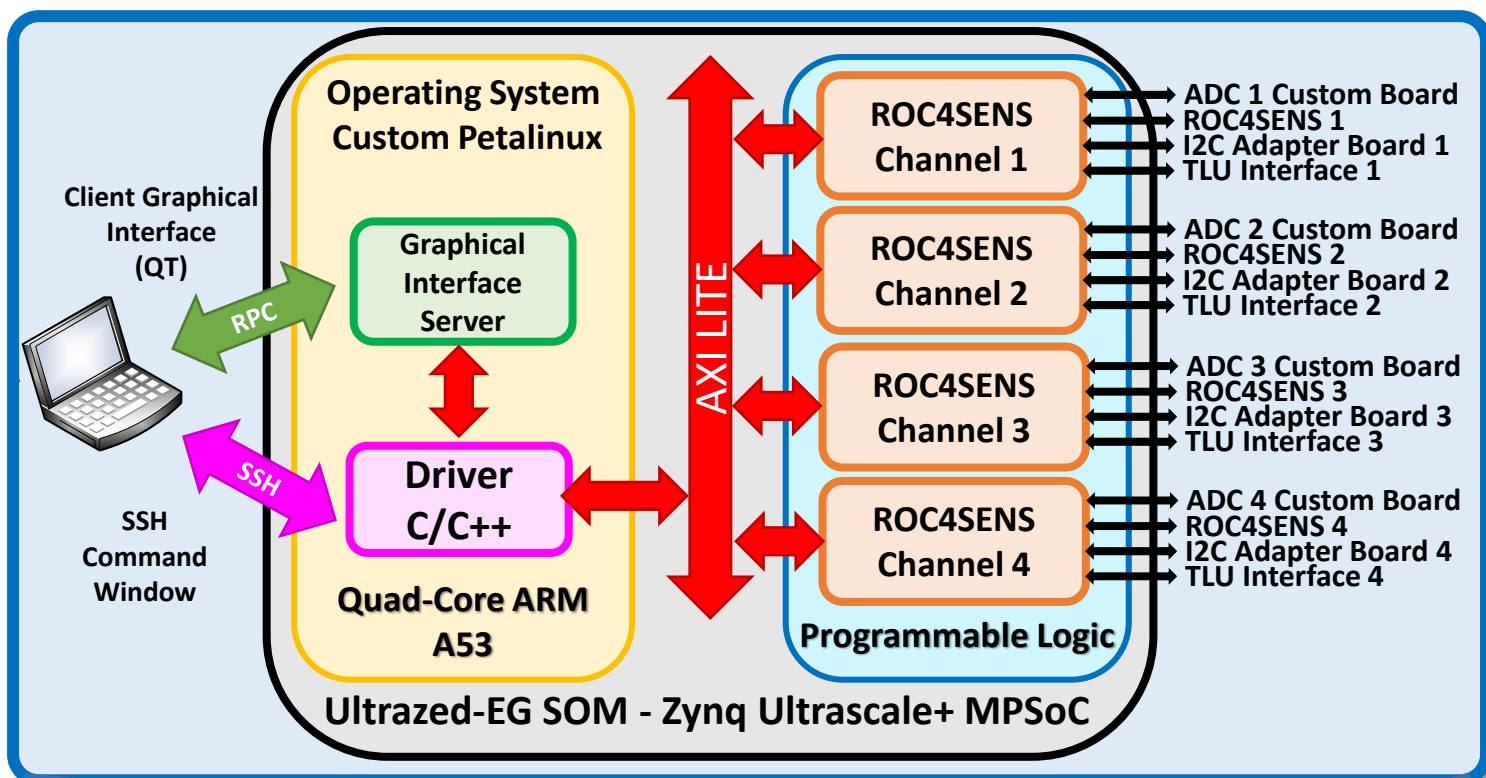 Operating System
Custom Petalinux
Client Graphical
Interface
(QT)
RPC
Graphical
Interface
Server
SSH
SSH
Command
Window
Driver
C/C++
Quad-Core ARM
A53
AXI LITE
ROC4SENS
Channel 1
ADC 1 Custom Board
ROC4SENS 1
I2C Adapter Board 1
TLU Interface 1
ROC4SENS
Channel 2
ADC 2 Custom Board
ROC4SENS 2
I2C Adapter Board 2
TLU Interface 2
ROC4SENS
Channel 3
ADC 3 Custom Board
ROC4SENS 3
I2C Adapter Board 3
TLU Interface 3
ROC4SENS
Channel 4
ADC 4 Custom Board
ROC4SENS 4
I2C Adapter Board 4
TLU Interface 4
Programmable Logic
Ultrazed-EG SOM - Zynq Ultrascale+ MPSoC